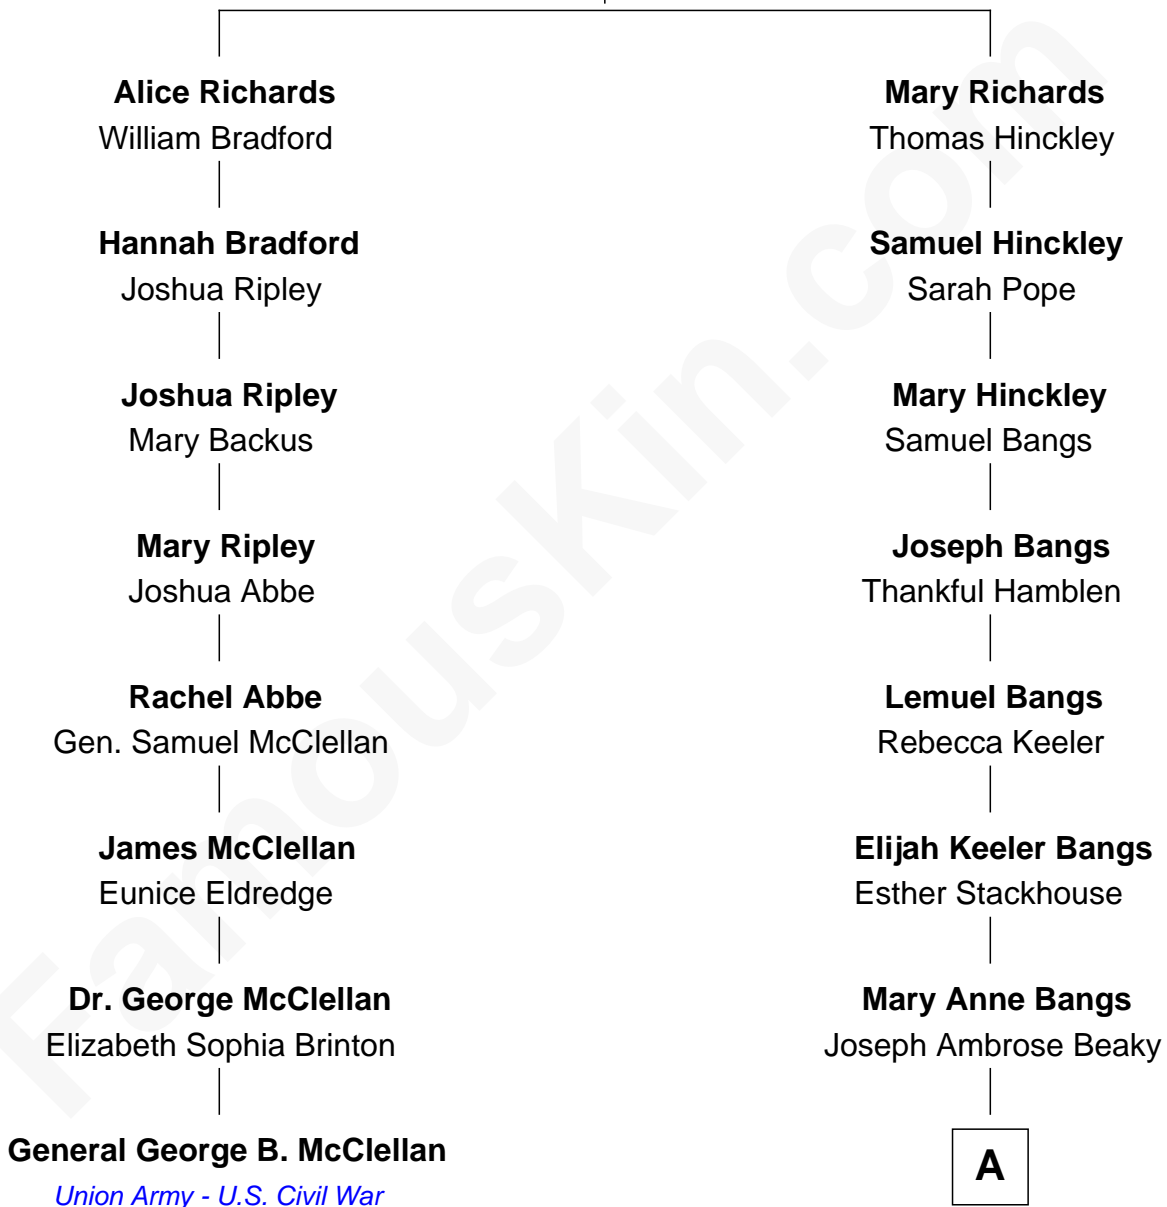 Alice Richards
William Bradford
Hannah Bradford
Joshua Ripley
Joshua Ripley
Mary Backus
Mary Ripley
Joshua Abbe
Rachel Abbe
Gen. Samuel McClellan
James McClellan
Eunice Eldredge
Dr. George McClellan
Elizabeth Sophia Brinton
General George B. McClellan
Union Army - U.S. Civil War
Mary Richards
Thomas Hinckley
Samuel Hinckley
Sarah Pope
Mary Hinckley
Samuel Bangs
Joseph Bangs
Thankful Hamblen
Lemuel Bangs
Rebecca Keeler
Elijah Keeler Bangs
Esther Stackhouse
Mary Anne Bangs
Joseph Ambrose Beaky
A
FamousKin.com